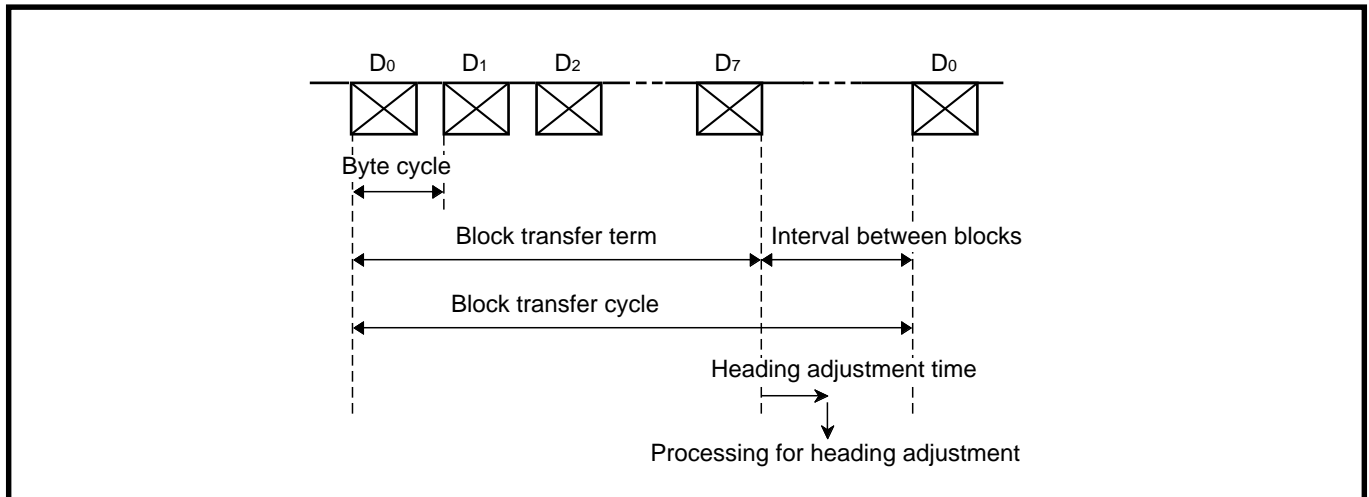 D0 D1 D2 D7 D0
Byte cycle
Block transfer term Interval between blocks
Block transfer cycle
Heading adjustment time
Processing for heading adjustment